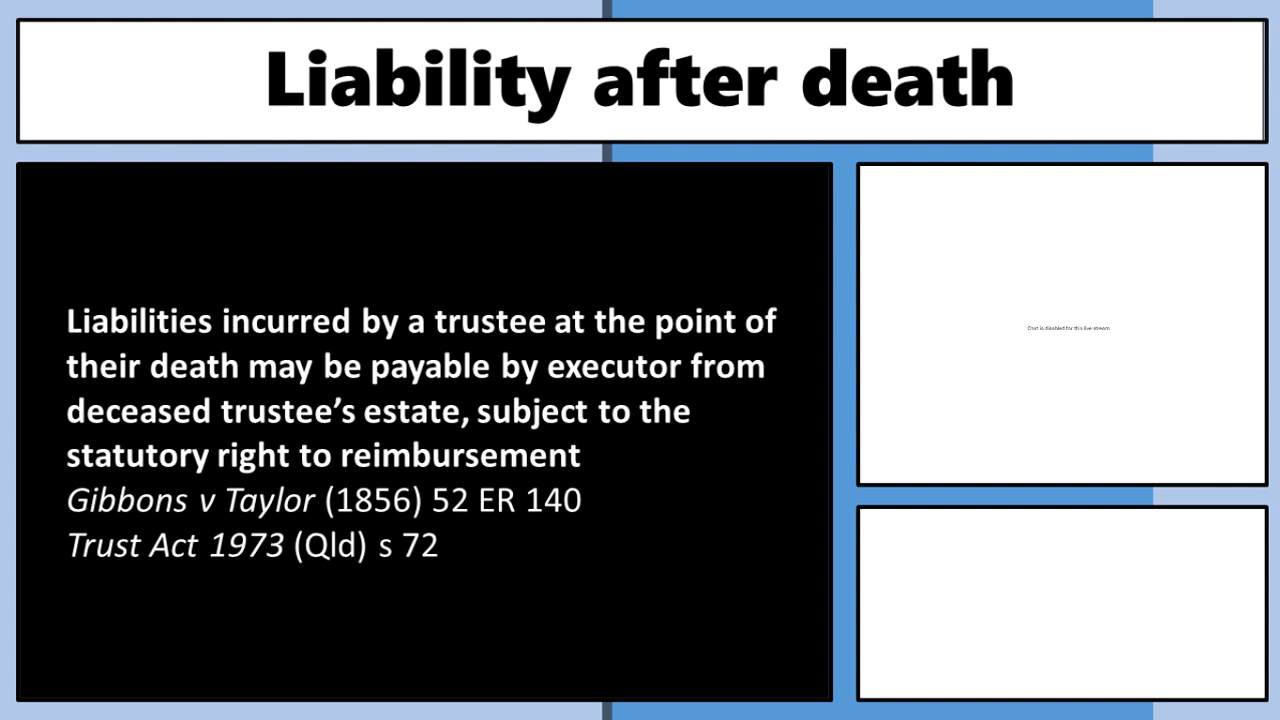 Liability after death
Liabilities incurred by a trustee at the point of
their death may be payable by executor from
deceased trustee’s estate, subject to the
statutory right to reimbursement
Gibbons v Taylor (1856) 52 ER 140
Trust Act 1973 (Qld) s 72
Chat is disabled for this live stream